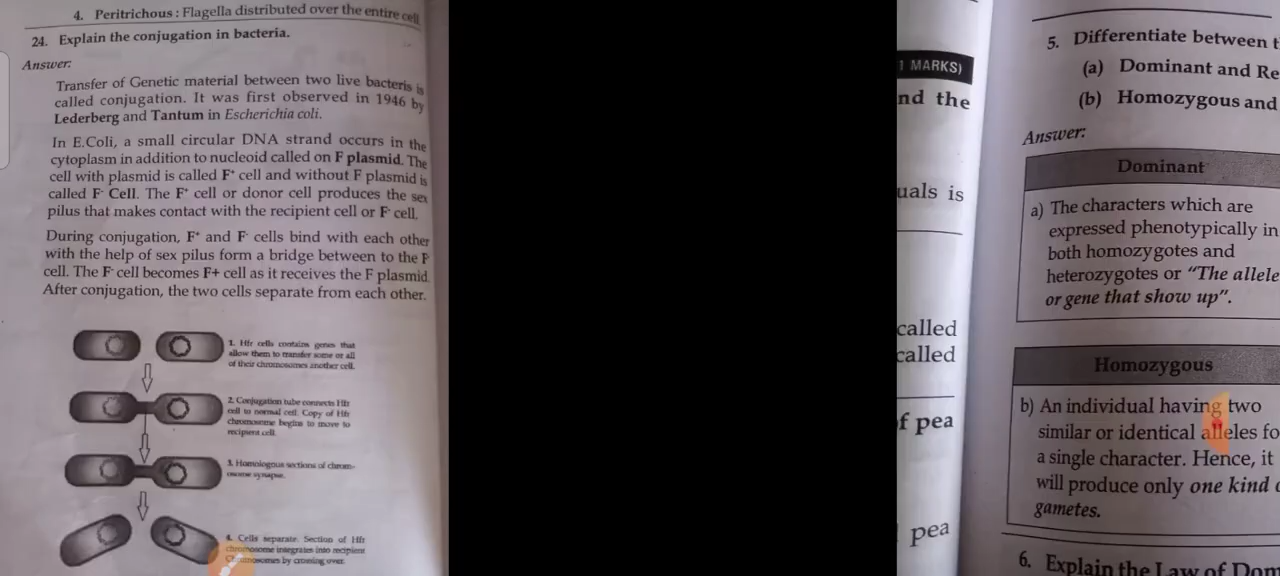 4. Peritrichous : Flagella distributed over the entire cell
24. Explain the conjugation in bacteria.
Answer:
Transfer of Genetic material between two live bacteris is
called conjugation. It was first observed in 1946 by
Lederberg and Tantum in Escherichia coli.
In E.Coli, a small circular DNA strand occurs in the
cytoplasm in addition to nucleoid called on F plasmid. The
cell with plasmid is called F⁺ cell and without F plasmid is
called F⁻ Cell. The F⁺ cell or donor cell produces the sex
pilus that makes contact with the recipient cell or F⁻ cell.
During conjugation, F⁺ and F⁻ cells bind with each other
with the help of sex pilus form a bridge between to the F
cell. The F⁻ cell becomes F+ cell as it receives the F plasmid.
After conjugation, the two cells separate from each other.
1. Hfr cells contains genes that
allow them to transfer some or all
of their chromosomes another cell.
2. Conjugation tube connects Hfr
cell to normal cell. Copy of Hfr
chromosome begins to move to
recipient cell.
3. Homologous sections of chrom-
osome synapse.
4. Cells separate. Section of Hfr
chromosome integrates into recipient
Chromosomes by crossing over.
1 MARKS)
nd the
uals is
called
called
f pea
pea
5. Differentiate between t
(a) Dominant and Re
(b) Homozygous and
Answer:
Dominant
a) The characters which are
expressed phenotypically in
both homozygotes and
heterozygotes or "The allele
or gene that show up".
Homozygous
b) An individual having two
similar or identical alleles fo
a single character. Hence, it
will produce only one kind o
gametes.
6. Explain the Law of Dom